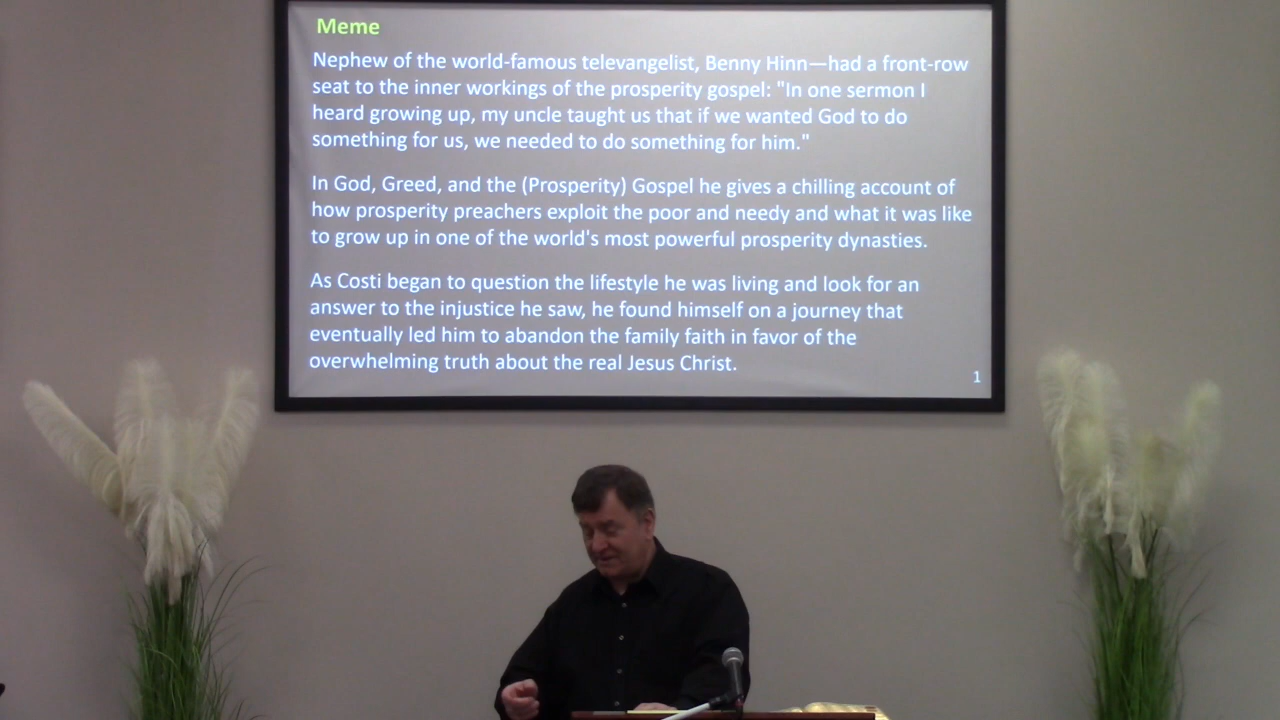 Meme
Nephew of the world-famous televangelist, Benny Hinn—had a front-row
seat to the inner workings of the prosperity gospel: "In one sermon I
heard growing up, my uncle taught us that if we wanted God to do
something for us, we needed to do something for him."
In God, Greed, and the (Prosperity) Gospel he gives a chilling account of
how prosperity preachers exploit the poor and needy and what it was like
to grow up in one of the world's most powerful prosperity dynasties.
As Costi began to question the lifestyle he was living and look for an
answer to the injustice he saw, he found himself on a journey that
eventually led him to abandon the family faith in favor of the
overwhelming truth about the real Jesus Christ.
1